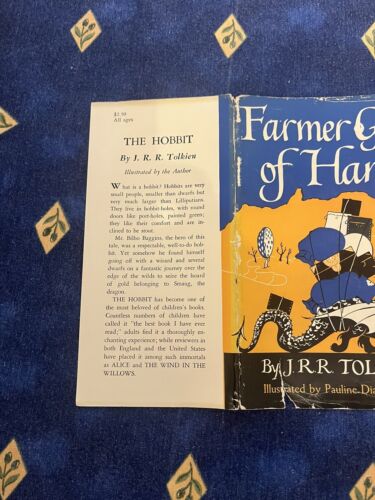 $2.50
All ages
THE HOBBIT
By J. R. R. Tolkien
Illustrated by the Author
What is a hobbit? Hobbits are very
small people, smaller than dwarfs but
very much larger than Lilliputians.
They live in hobbit-holes, with round
doors like port-holes, painted green;
they like their comfort and are in-
clined to be stout.
Mr. Bilbo Baggins, the hero of this
tale, was a respectable, well-to-do hob-
bit. Yet somehow he found himself
going off with a wizard and several
dwarfs on a fantastic journey over the
edge of the wilds to seize the hoard
of gold belonging to Smaug, the
dragon.
THE HOBBIT has become one of the
most beloved of children's books.
Countless numbers of children have
called it "the best book I have ever
read;" adults find it a thoroughly en-
chanting experience; while reviewers in
both England and the United States
have placed it among such immortals
as ALICE and THE WIND IN THE
WILLOWS.
Farmer G
of Ha
By J.R.R. TOL
Illustrated by Pauline Dia